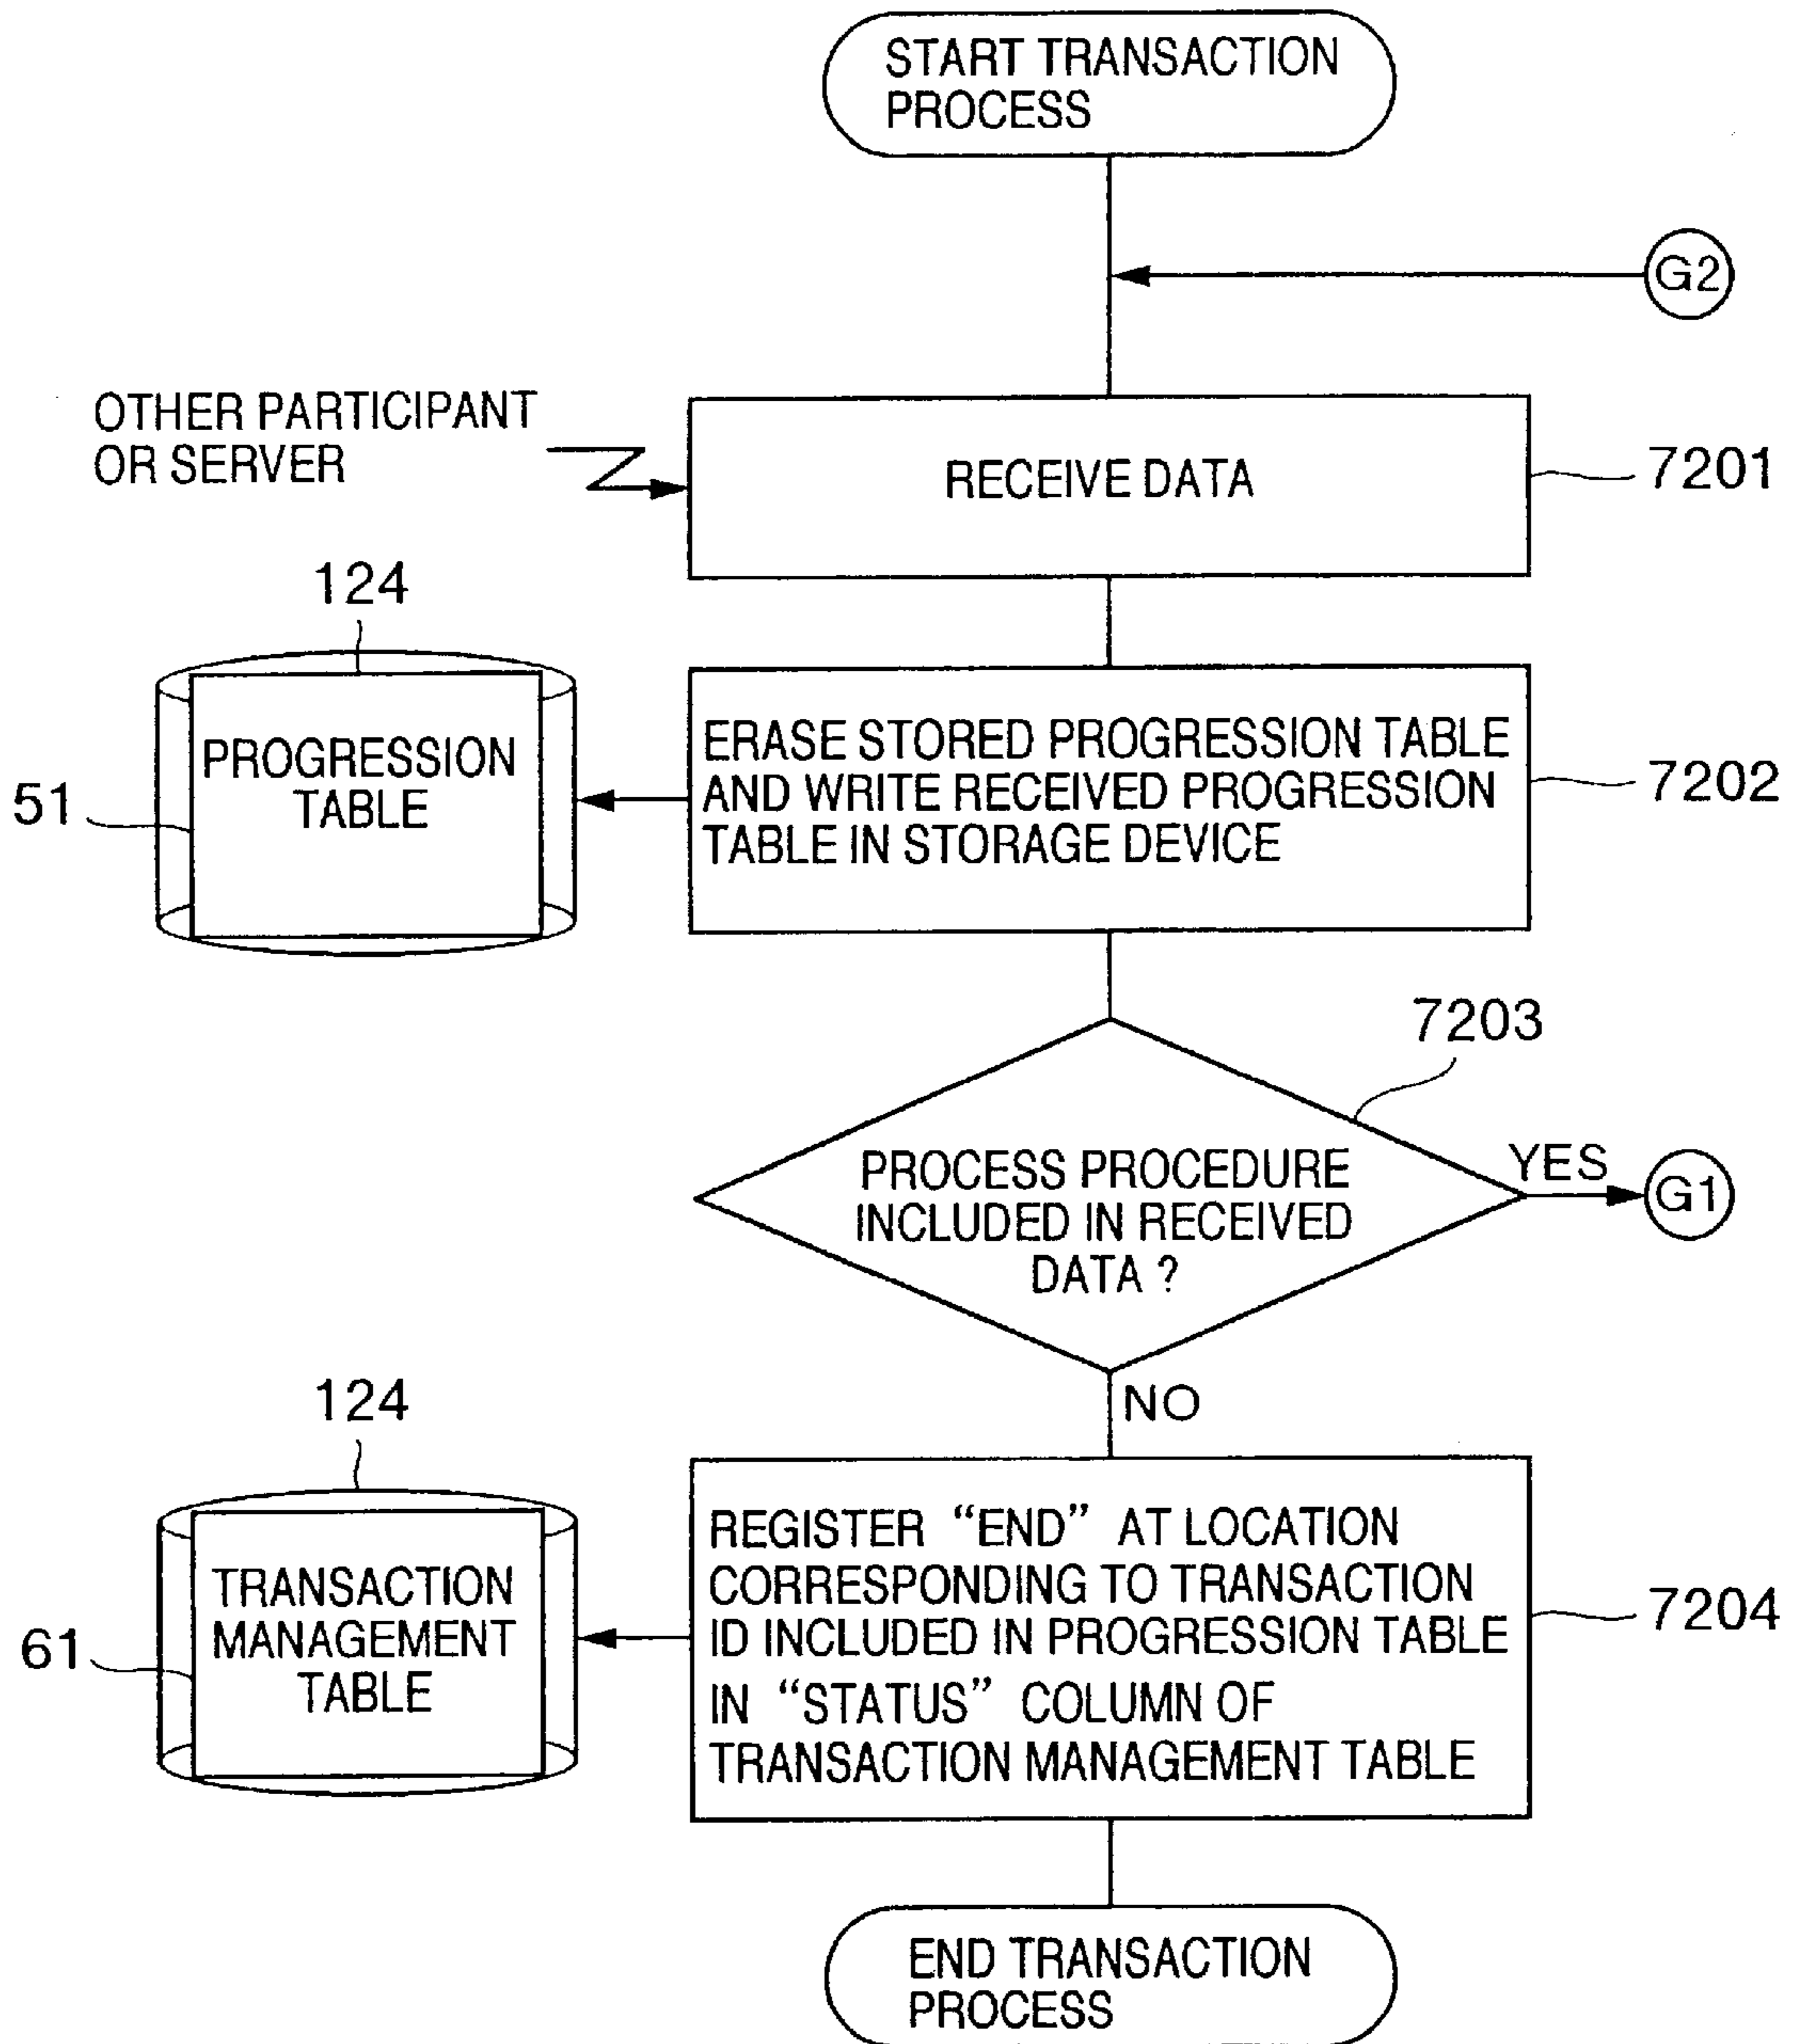 START TRANSACTION
PROCESS
G2
OTHER PARTICIPANT
OR SERVER
RECEIVE DATA
7201
124
PROGRESSION
TABLE
51
ERASE STORED PROGRESSION TABLE
AND WRITE RECEIVED PROGRESSION
TABLE IN STORAGE DEVICE
7202
7203
PROCESS PROCEDURE
INCLUDED IN RECEIVED
DATA ?
YES
G1
NO
124
TRANSACTION
MANAGEMENT
TABLE
61
REGISTER “END” AT LOCATION
CORRESPONDING TO TRANSACTION
ID INCLUDED IN PROGRESSION TABLE
IN “STATUS” COLUMN OF
TRANSACTION MANAGEMENT TABLE
7204
END TRANSACTION
PROCESS